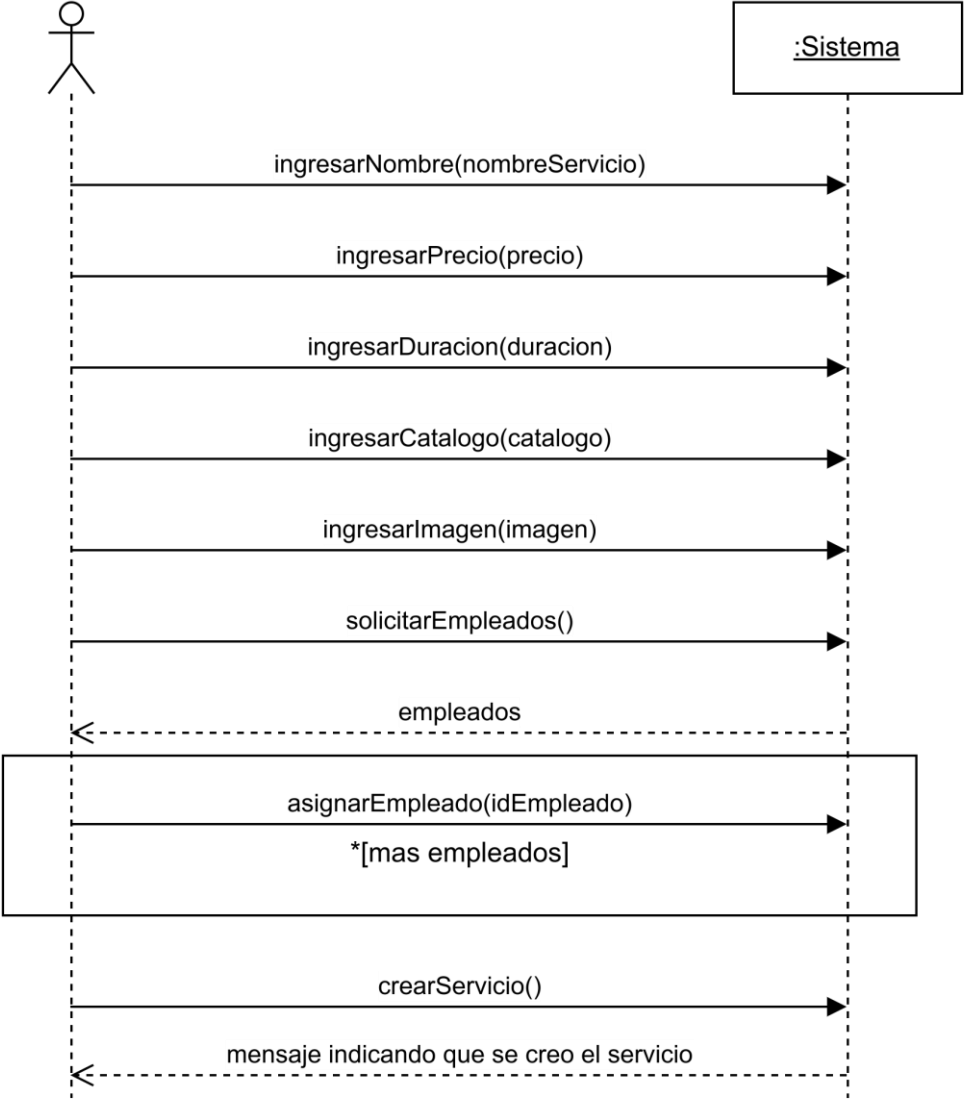 :Sistema
ingresarNombre(nombreServicio)
ingresarPrecio(precio)
ingresarDuracion(duracion)
ingresarCatalogo(catalogo)
ingresarImagen(imagen)
solicitarEmpleados()
empleados
asignarEmpleado(idEmpleado)
*[mas empleados]
crearServicio()
mensaje indicando que se creo el servicio